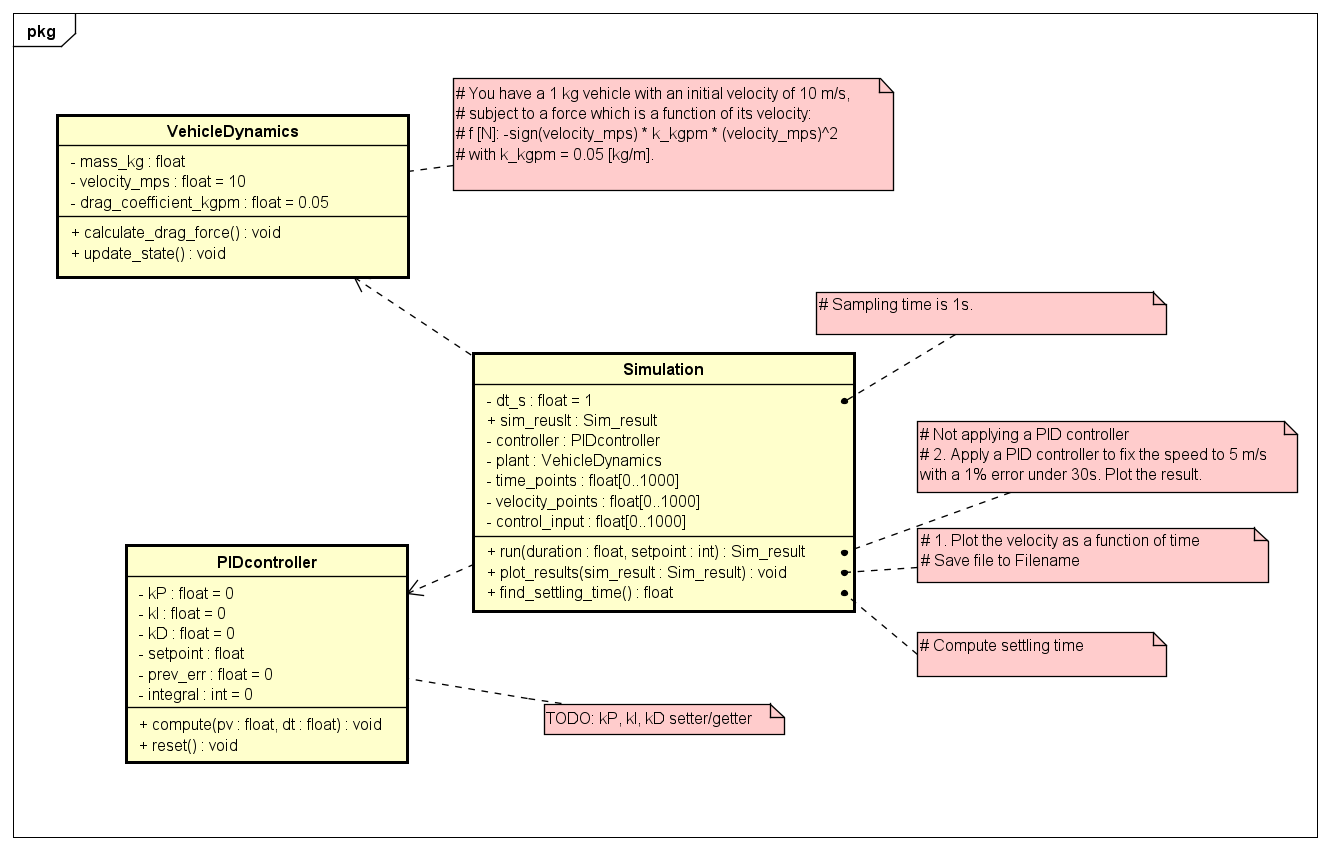 pkg
# You have a 1 kg vehicle with an initial velocity of 10 m/s,
# subject to a force which is a function of its velocity:
# f [N]: -sign(velocity_mps) * k_kgpm * (velocity_mps)^2
# with k_kgpm = 0.05 [kg/m].
VehicleDynamics
- mass_kg : float
- velocity_mps : float = 10
- drag_coefficient_kgpm : float = 0.05
+ calculate_drag_force() : void
+ update_state() : void
# Sampling time is 1s.
Simulation
- dt_s : float = 1
+ sim_reuslt : Sim_result
- controller : PIDcontroller
- plant : VehicleDynamics
- time_points : float[0..1000]
- velocity_points : float[0..1000]
- control_input : float[0..1000]
+ run(duration : float, setpoint : int) : Sim_result
+ plot_results(sim_result : Sim_result) : void
+ find_settling_time() : float
# Not applying a PID controller
# 2. Apply a PID controller to fix the speed to 5 m/s
with a 1% error under 30s. Plot the result.
# 1. Plot the velocity as a function of time
# Save file to Filename
# Compute settling time
PIDcontroller
- kP : float = 0
- kI : float = 0
- kD : float = 0
- setpoint : float
- prev_err : float = 0
- integral : int = 0
+ compute(pv : float, dt : float) : void
+ reset() : void
TODO: kP, kI, kD setter/getter